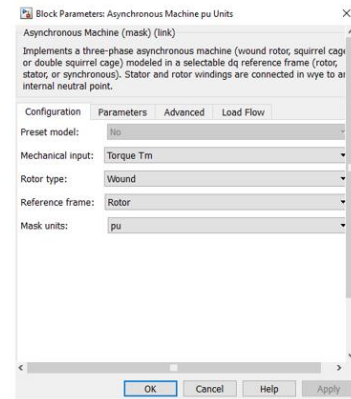 Block Parameters: Asynchronous Machine pu Units
Asynchronous Machine (mask) (link)
Implements a three-phase asynchronous machine (wound rotor, squirrel cage
or double squirrel cage) modeled in a selectable dq reference frame (rotor,
stator, or synchronous). Stator and rotor windings are connected in wye to an
internal neutral point.
Configuration Parameters Advanced Load Flow
Preset model: No
Mechanical input: Torque Tm
Rotor type: Wound
Reference frame: Rotor
Mask units: pu
OK Cancel Help Apply